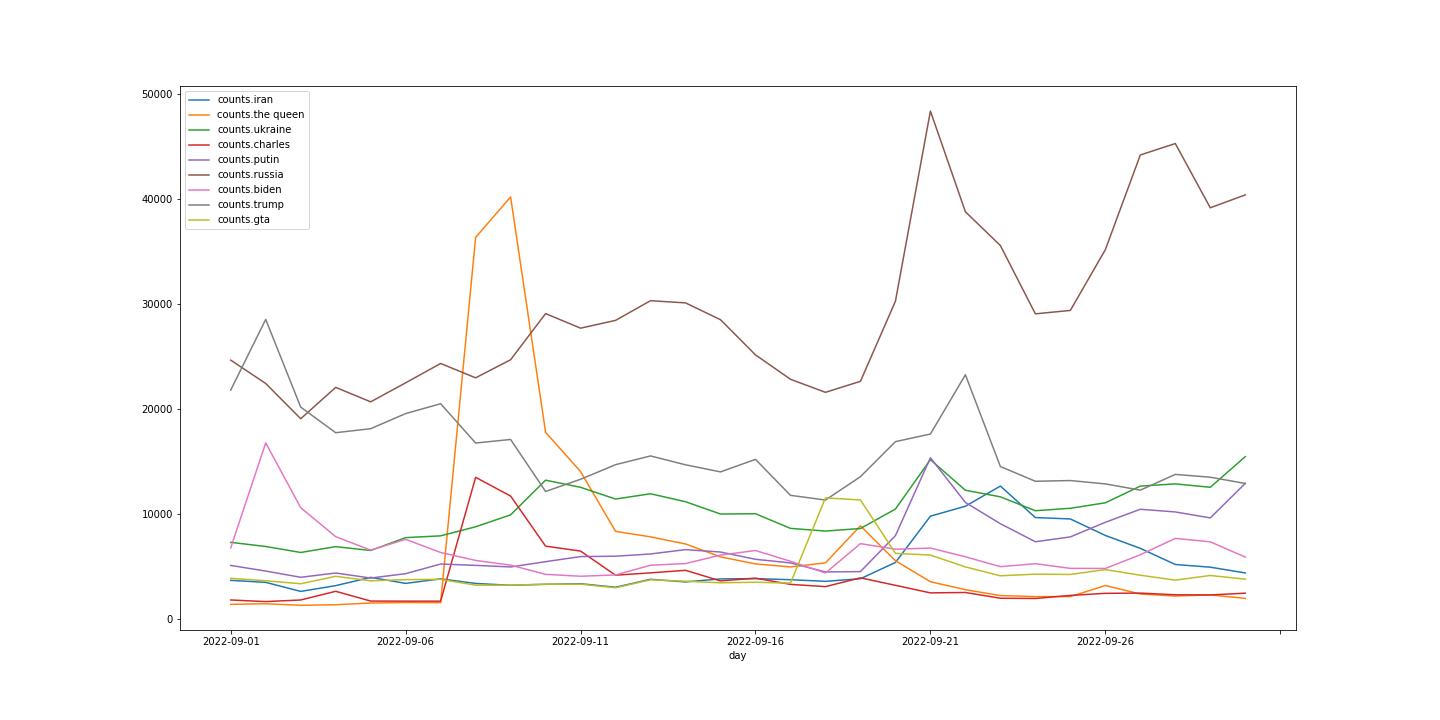 50000
40000
30000
20000
10000
0
counts.iran
counts.the queen
counts.ukraine
counts.charles
counts.putin
counts.russia
counts.biden
counts.trump
counts.gta
2022-09-01 2022-09-06 2022-09-11 2022-09-16 2022-09-21 2022-09-26
day